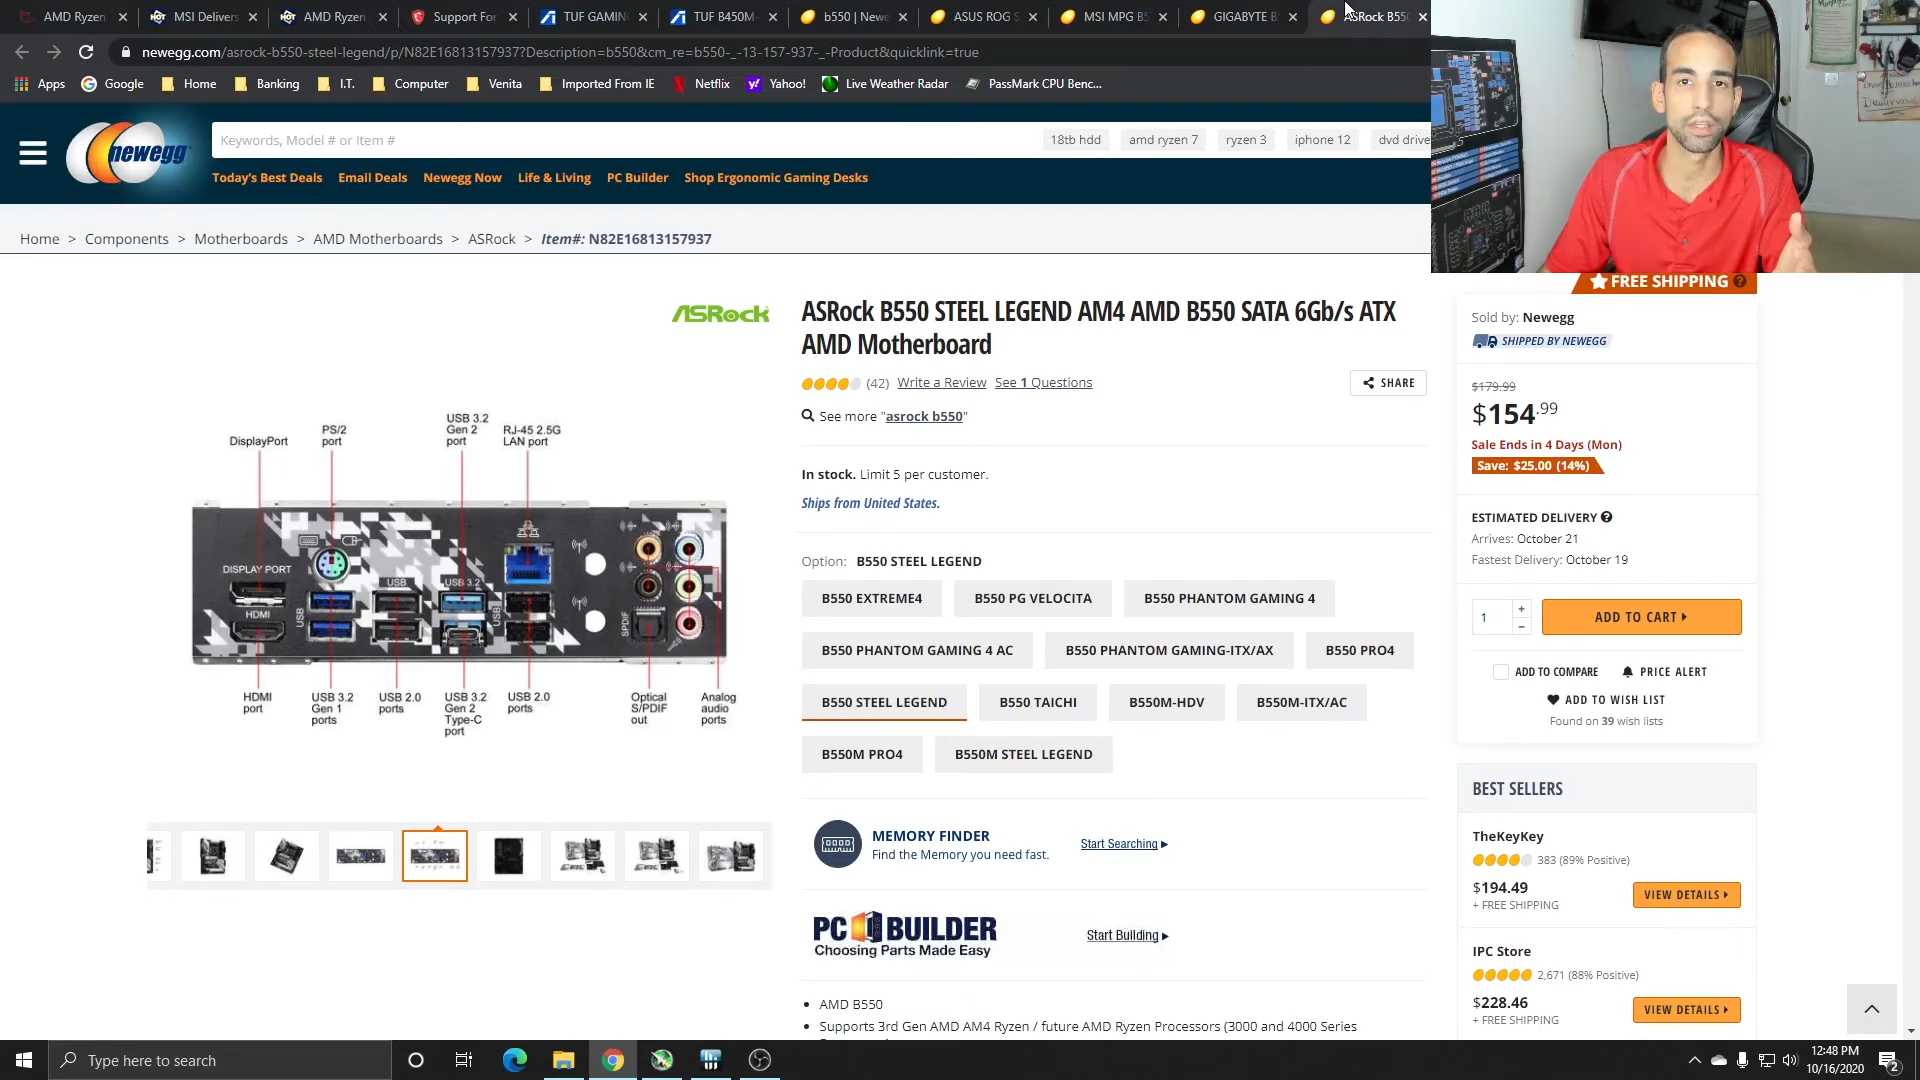 AMD Ryzen
MSI Delivers
AMD Ryzen
Support For
TUF GAMIN
TUF B450M-
b550 | Newe
ASUS ROG S
MSI MPG B5
GIGABYTE B
ASRock B550
newegg.com/asrock-b550-steel-legend/p/N82E16813157937?Description=b550&cm_re=b550-_-13-157-937-_-Product&quicklink=true
Apps
Google
Home
Banking
I.T.
Computer
Venita
Imported From IE
Netflix
Yahoo!
Live Weather Radar
PassMark CPU Benc...
newegg
Keywords, Model # or Item #
18tb hdd
amd ryzen 7
ryzen 3
iphone 12
dvd drive
Today's Best Deals
Email Deals
Newegg Now
Life & Living
PC Builder
Shop Ergonomic Gaming Desks
Home > Components > Motherboards > AMD Motherboards > ASRock > Item#: N82E16813157937
ASRock
DisplayPort
PS/2
port
USB 3.2
Gen 2
port
RJ-45 2.5G
LAN port
DISPLAY PORT
HDMI
USB
USB
USB 3.2
USB
SPDIF
HDMI
port
USB 3.2
Gen 1
ports
USB 2.0
ports
USB 3.2
Gen 2
Type-C
port
USB 2.0
ports
Optical
S/PDIF
out
Analog
audio
ports
ASRock B550 STEEL LEGEND AM4 AMD B550 SATA 6Gb/s ATX
AMD Motherboard
(42) Write a Review See 1 Questions
SHARE
See more "asrock b550"
In stock. Limit 5 per customer.
Ships from United States.
Option: B550 STEEL LEGEND
B550 EXTREME4
B550 PG VELOCITA
B550 PHANTOM GAMING 4
B550 PHANTOM GAMING 4 AC
B550 PHANTOM GAMING-ITX/AX
B550 PRO4
B550 STEEL LEGEND
B550 TAICHI
B550M-HDV
B550M-ITX/AC
B550M PRO4
B550M STEEL LEGEND
MEMORY FINDER
Find the Memory you need fast.
Start Searching
PC BUILDER
Choosing Parts Made Easy
Start Building
AMD B550
Supports 3rd Gen AMD AM4 Ryzen / future AMD Ryzen Processors (3000 and 4000 Series
FREE SHIPPING
Sold by: Newegg
SHIPPED BY NEWEGG
$179.99
$154.99
Sale Ends in 4 Days (Mon)
Save: $25.00 (14%)
ESTIMATED DELIVERY
Arrives: October 21
Fastest Delivery: October 19
1
+
−
ADD TO CART
ADD TO COMPARE
PRICE ALERT
ADD TO WISH LIST
Found on 39 wish lists
BEST SELLERS
TheKeyKey
383 (89% Positive)
$194.49
+ FREE SHIPPING
VIEW DETAILS
IPC Store
2,671 (88% Positive)
$228.46
+ FREE SHIPPING
VIEW DETAILS
Type here to search
12:48 PM
10/16/2020
2